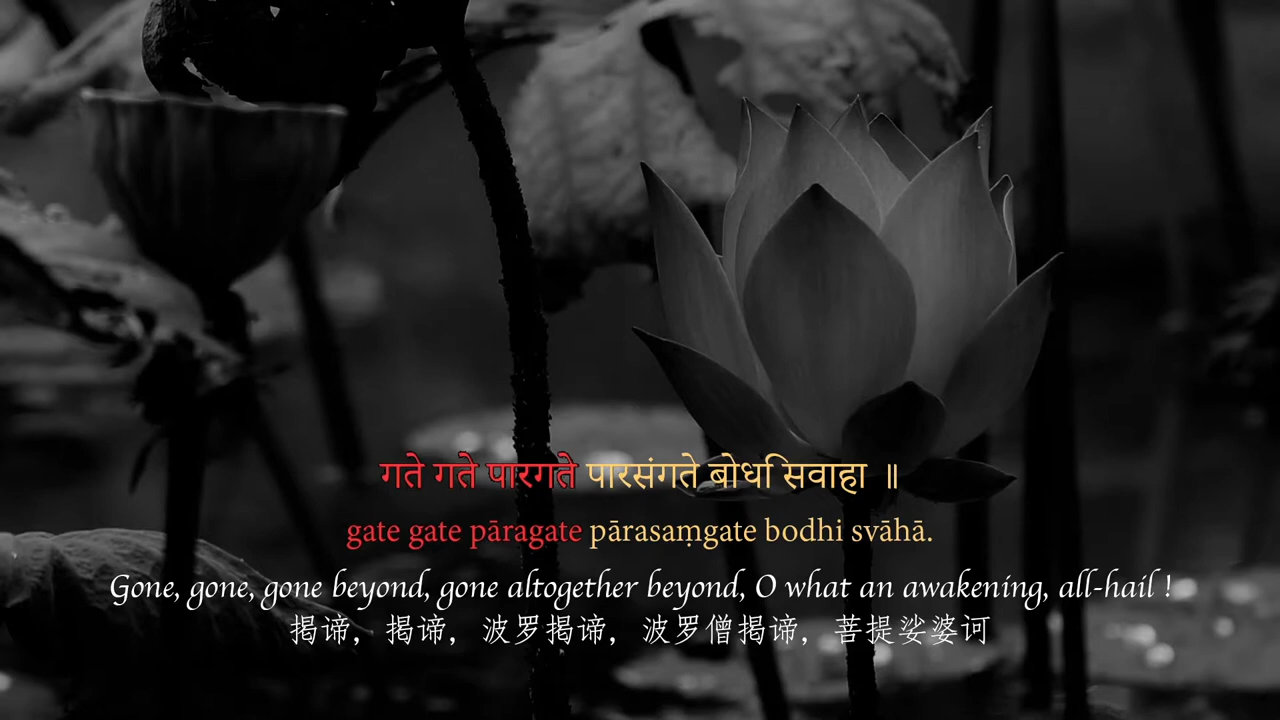 गते गते पारगते पारसंगते बोर्धा सिवाहा ॥
gate gate pāragate pārasaṃgate bodhi svāhā.
Gone, gone, gone beyond, gone altogether beyond, O what an awakening, all-hail !
揭谛，揭谛，波罗揭谛，波罗僧揭谛，菩提娑婆诃